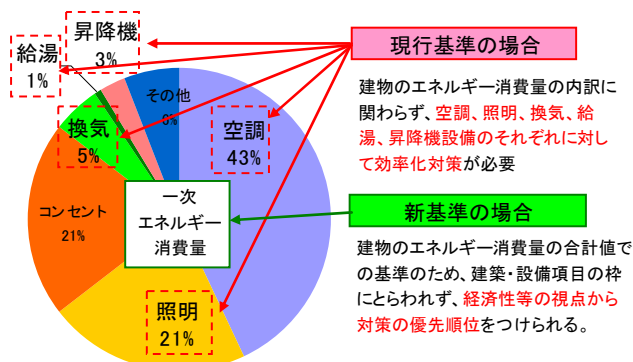 昇降機
3%
給湯
1%
その他
6%
換気
5%
空調
43%
コンセント
21%
一次
エネルギー
消費量
照明
21%
現行基準の場合
建物のエネルギー消費量の内訳に
関わらず、空調、照明、換気、給
湯、昇降機設備のそれぞれに対し
て効率化対策が必要
新基準の場合
建物のエネルギー消費量の合計値で
の基準のため、建築・設備項目の枠
にとらわれず、経済性等の視点から
対策の優先順位をつけられる。